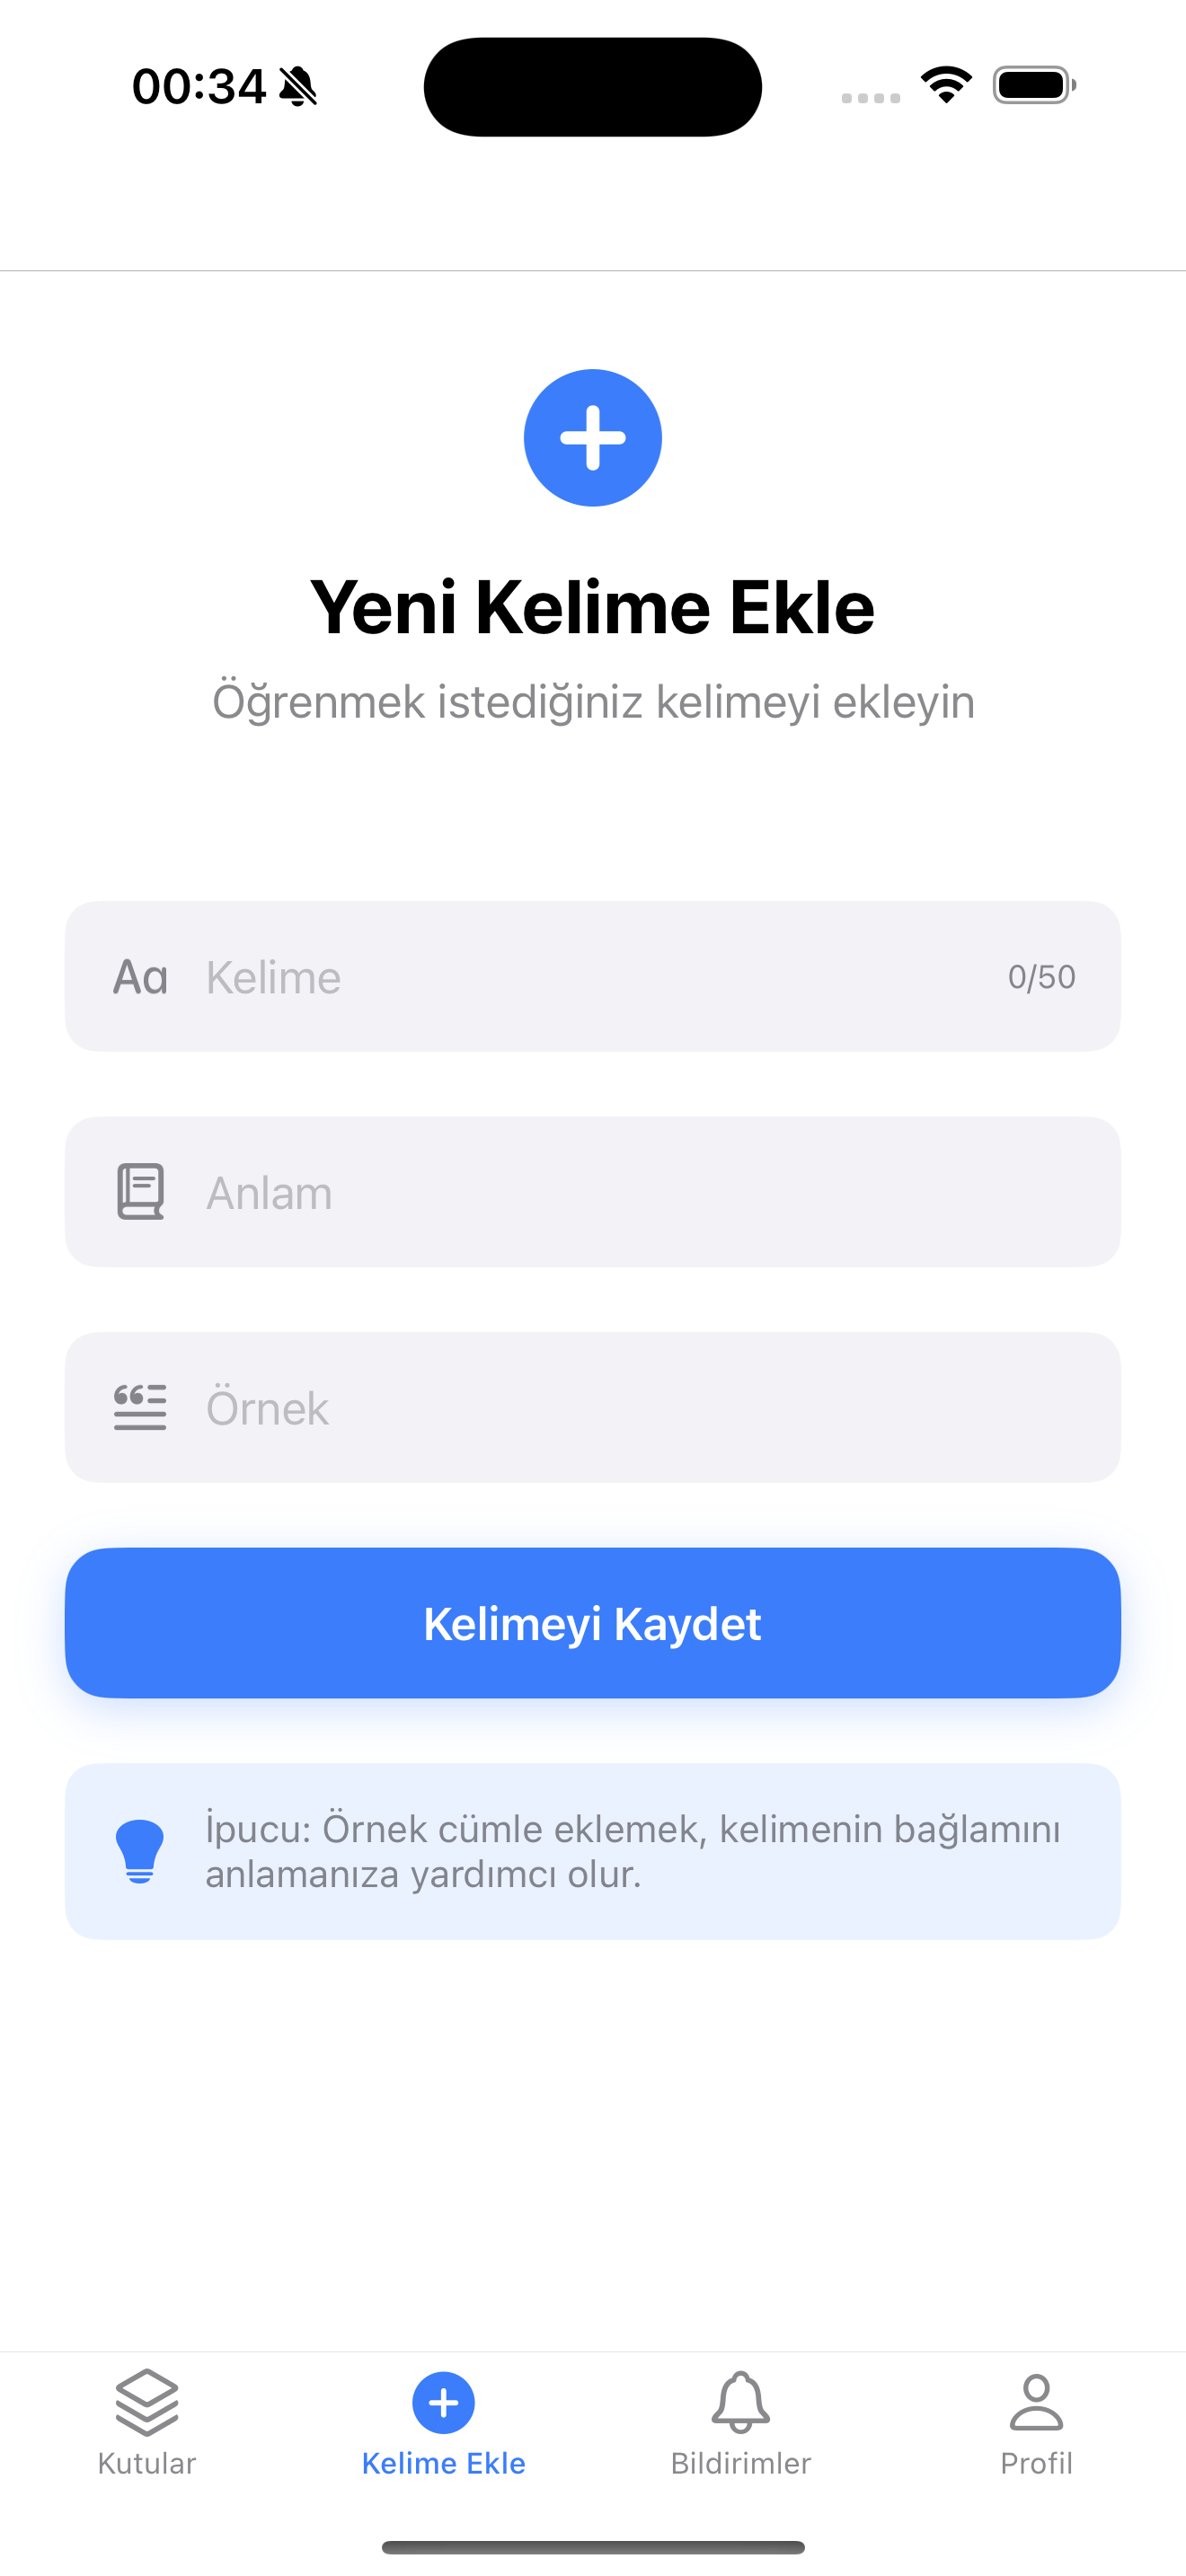 00:34
Yeni Kelime Ekle
Öğrenmek istediğiniz kelimeyi ekleyin
Aa Kelime 0/50
Anlam
Örnek
Kelimeyi Kaydet
İpucu: Örnek cümle eklemek, kelimenin bağlamını
anlamanıza yardımcı olur.
Kutular Kelime Ekle Bildirimler Profil